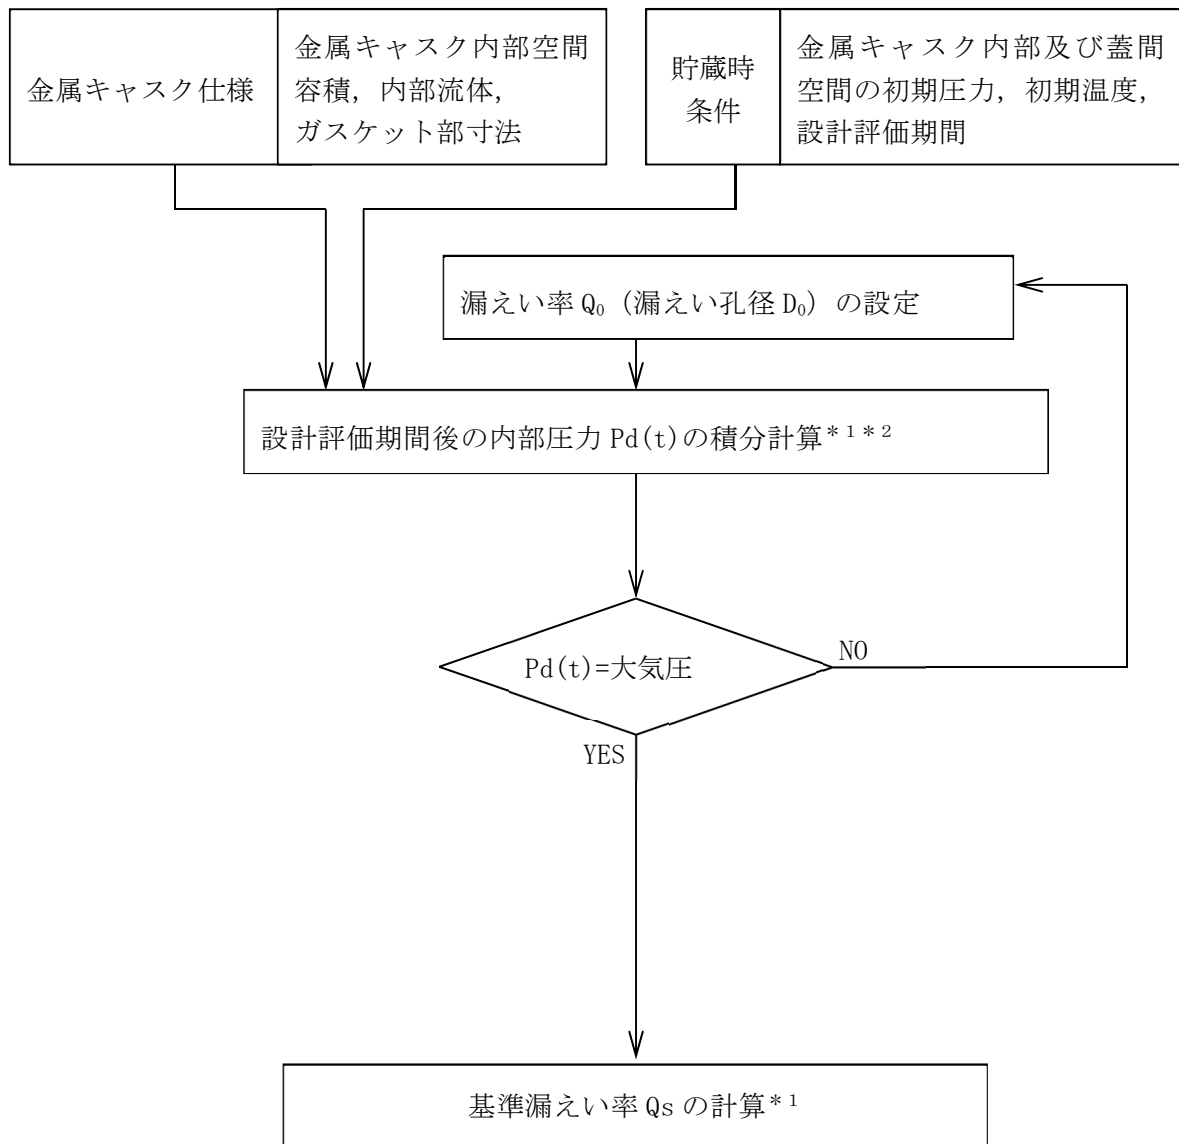 金属キャスク仕様
金属キャスク内部空間
容積，内部流体，
ガスケット部寸法
貯蔵時
条件
金属キャスク内部及び蓋間
空間の初期圧力，初期温度，
設計評価期間
漏えい率 Q₀（漏えい孔径 D₀）の設定
設計評価期間後の内部圧力 Pd(t)の積分計算＊１＊２
Pd(t)=大気圧
NO
YES
基準漏えい率 Qs の計算＊１